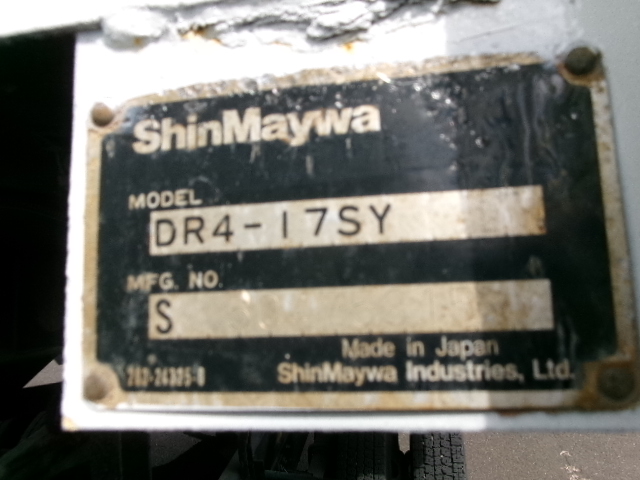 ShinMaywa
MODEL
DR4-17SY
MFG. NO.
S
Made in Japan
ShinMaywa Industries, Ltd.